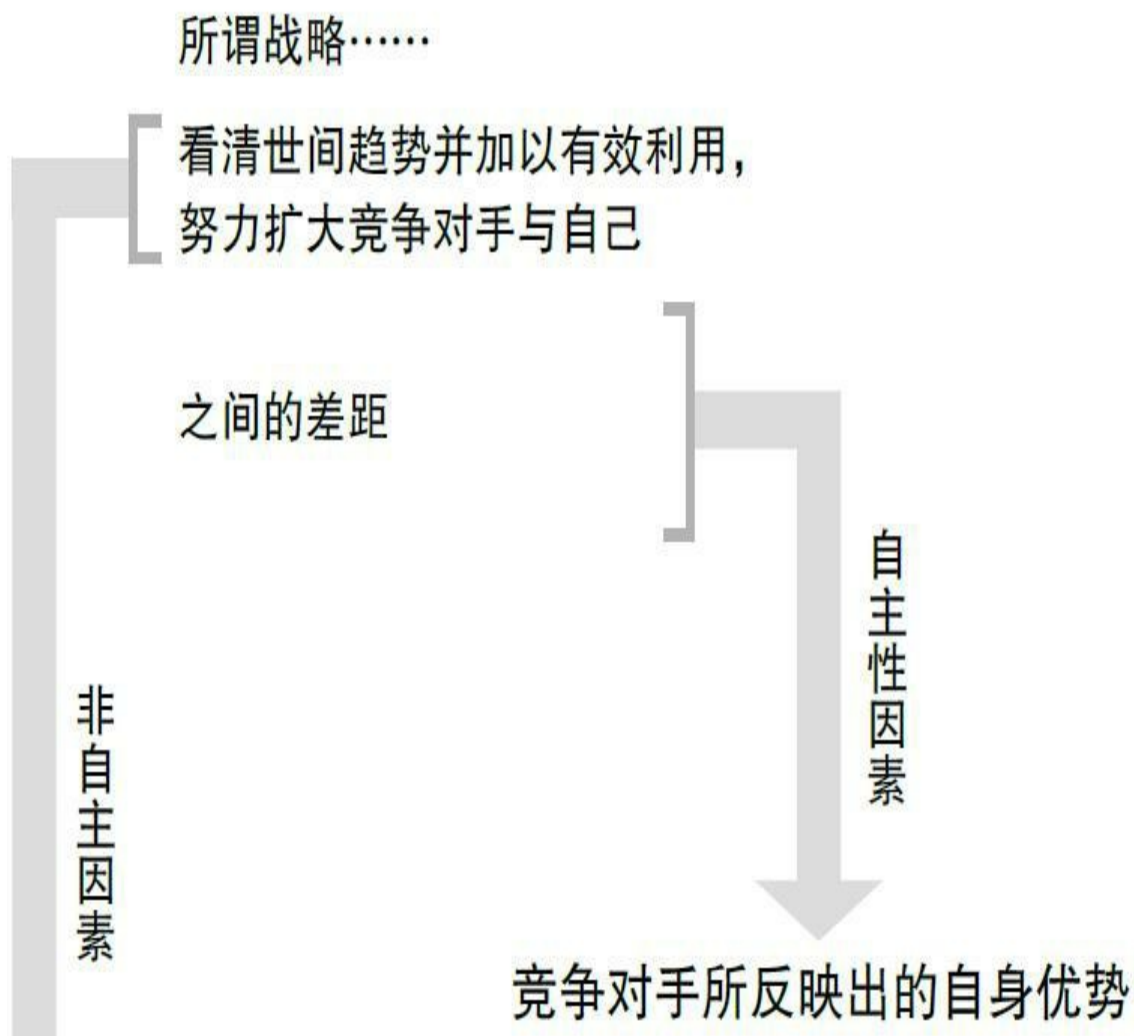 所谓战略……
看清世间趋势并加以有效利用，
努力扩大竞争对手与自己
之间的差距
自主性因素
非自主因素
竞争对手所反映出的自身优势